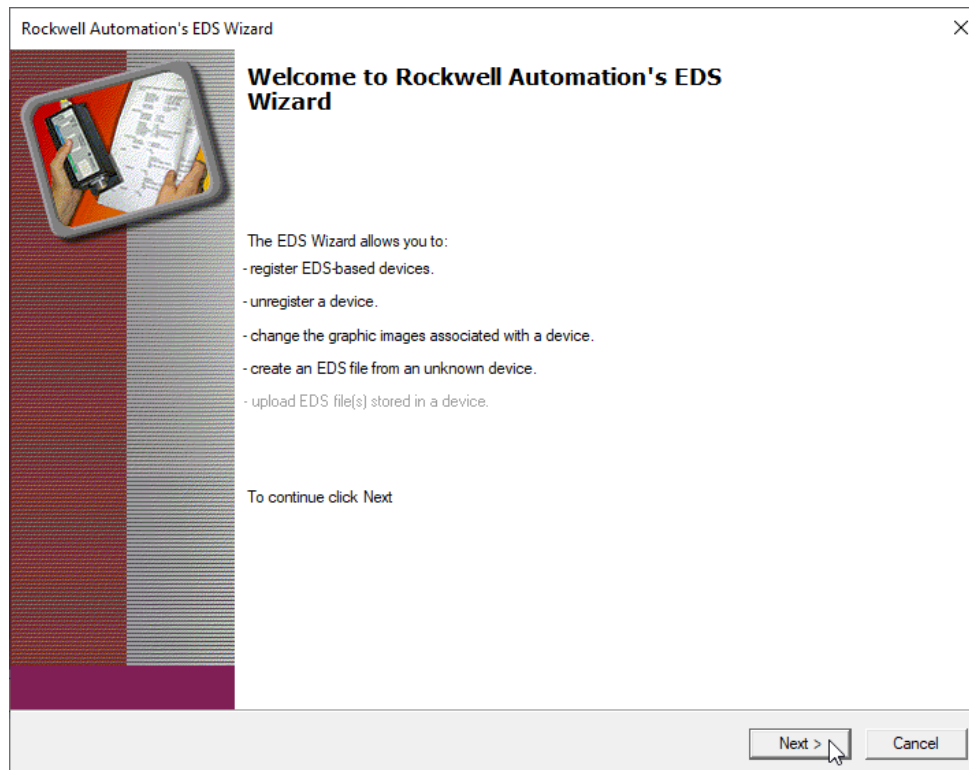 Rockwell Automation's EDS Wizard
Welcome to Rockwell Automation's EDS
Wizard
The EDS Wizard allows you to:
- register EDS-based devices.
- unregister a device.
- change the graphic images associated with a device.
- create an EDS file from an unknown device.
- upload EDS file(s) stored in a device.
To continue click Next
Next >
Cancel